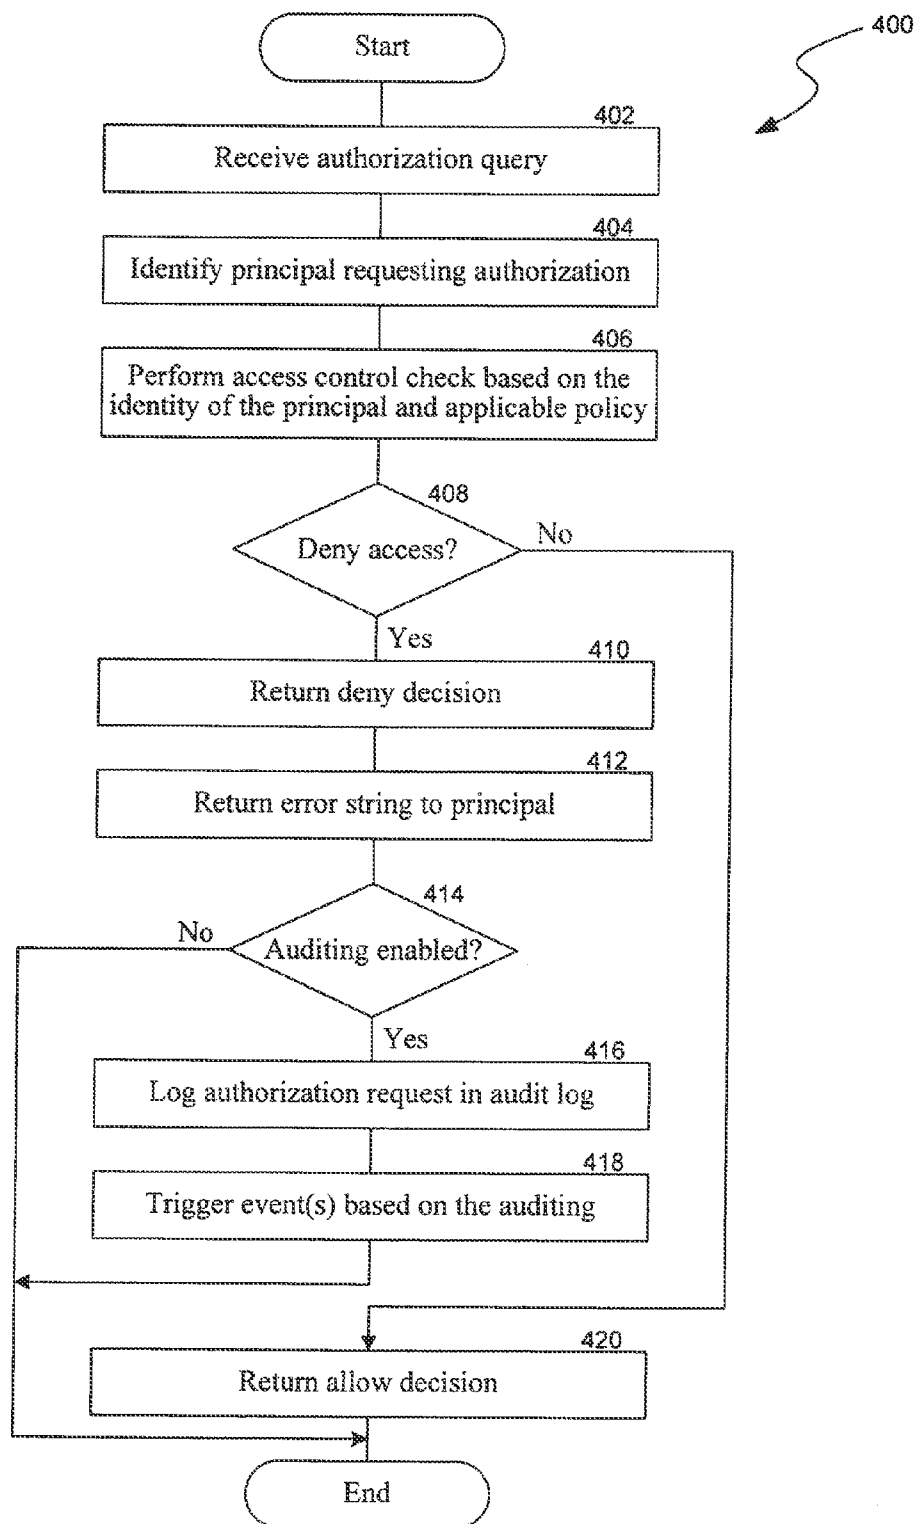 400
Start
402
Receive authorization query
404
Identify principal requesting authorization
406
Perform access control check based on the
identity of the principal and applicable policy
408
Deny access?
No
Yes
410
Return deny decision
412
Return error string to principal
414
No
Auditing enabled?
Yes
416
Log authorization request in audit log
418
Trigger event(s) based on the auditing
420
Return allow decision
End